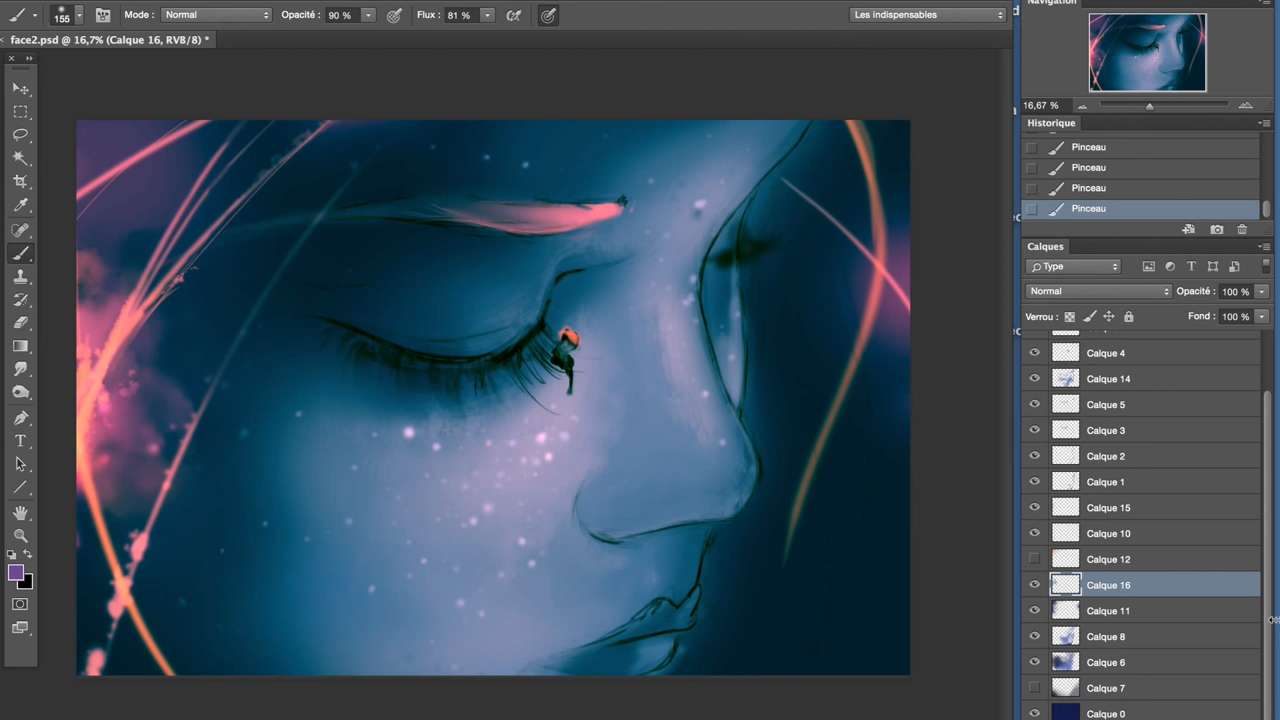 155
Mode : Normal
Opacité : 90 %
Flux : 81 %
Les indispensables
face2.psd @ 16,7% (Calque 16, RVB/8) *
Navigation
16,67 %
Historique
Pinceau
Pinceau
Pinceau
Pinceau
Calques
Type
Normal
Opacité : 100 %
Verrou :
Fond : 100 %
Calque 4
Calque 14
Calque 5
Calque 3
Calque 2
Calque 1
Calque 15
Calque 10
Calque 12
Calque 16
Calque 11
Calque 8
Calque 6
Calque 7
Calque 0